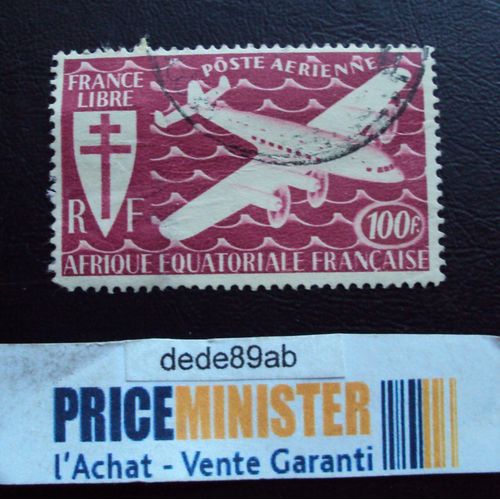 POSTE AERIENNE
FRANCE
LIBRE
R F
100F.
AFRIQUE EQUATORIALE FRANÇAISE
dede89ab
PRICEMINISTER
l'Achat - Vente Garanti